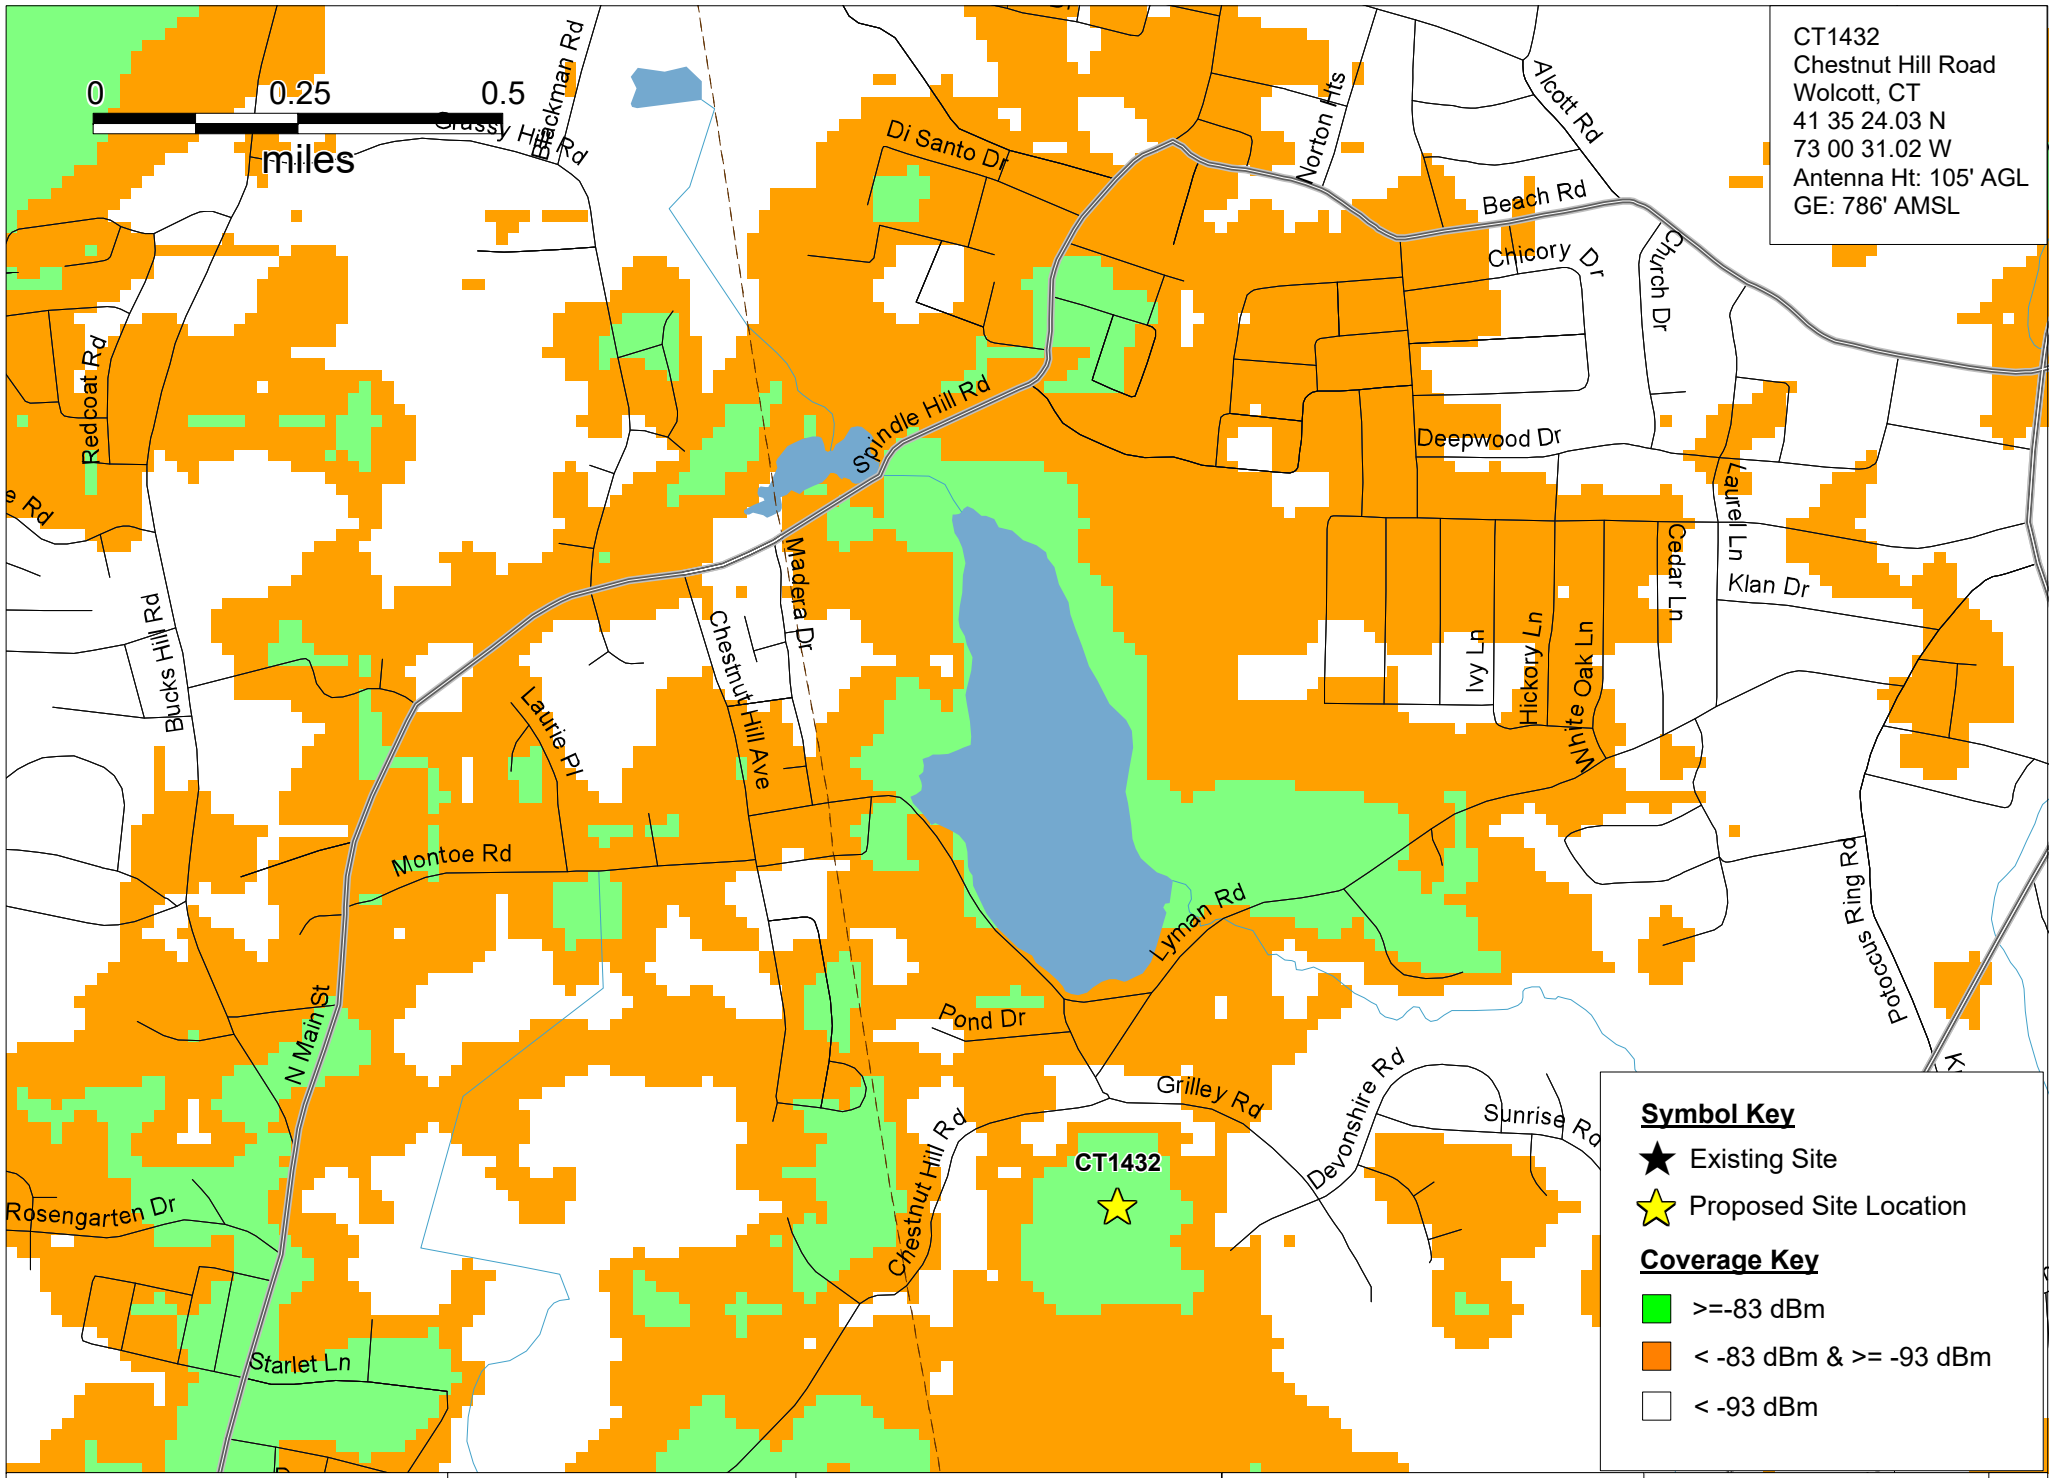 CT1432
Chestnut Hill Road
Wolcott, CT
41 35 24.03 N
73 00 31.02 W
Antenna Ht: 105' AGL
GE: 786' AMSL
0 0.25 0.5
miles
Grassy Hill Rd
Blackman Rd
Di Santo Dr
Norton Hts
Alcott Rd
Beach Rd
Chicory Dr
Church Dr
Redcoat Rd
Spindle Hill Rd
Deepwood Dr
Laurel Ln
e Rd
Madera Dr
Cedar Ln
Klan Dr
Bucks Hill Rd
Chestnut Hill Ave
Ivy Ln
Hickory Ln
White Oak Ln
Laurie Pl
Montoe Rd
Lyman Rd
Potoccus Ring Rd
N Main St
Pond Dr
Grilley Rd
Devonshire Rd
Sunrise Rd
Chestnut Hill Rd
CT1432
Rosengarten Dr
Starlet Ln
Symbol Key
Existing Site
Proposed Site Location
Coverage Key
>=-83 dBm
< -83 dBm & >= -93 dBm
< -93 dBm